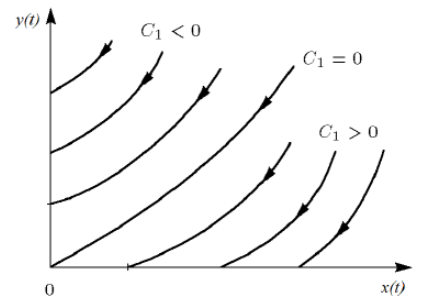 y(t)
C₁ < 0
C₁ = 0
C₁ > 0
0
x(t)